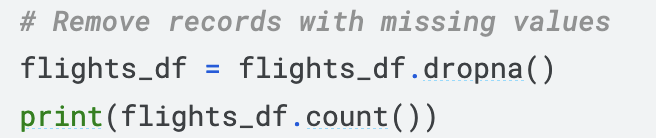 # Remove records with missing values
flights_df = flights_df.dropna()
print(flights_df.count())